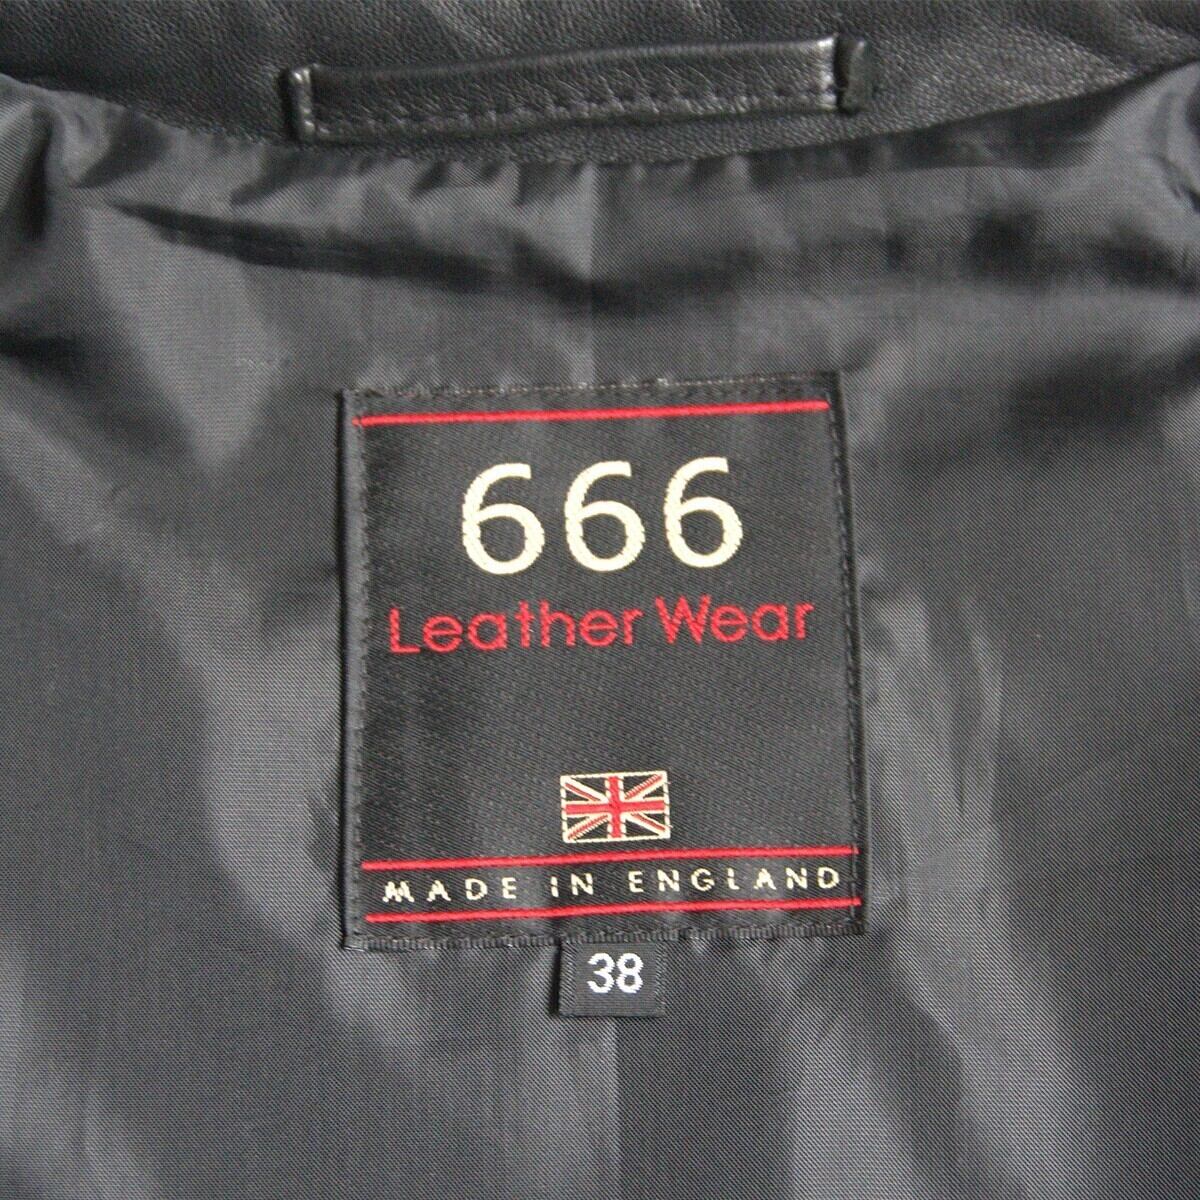 666
Leather Wear
MADE IN ENGLAND
38